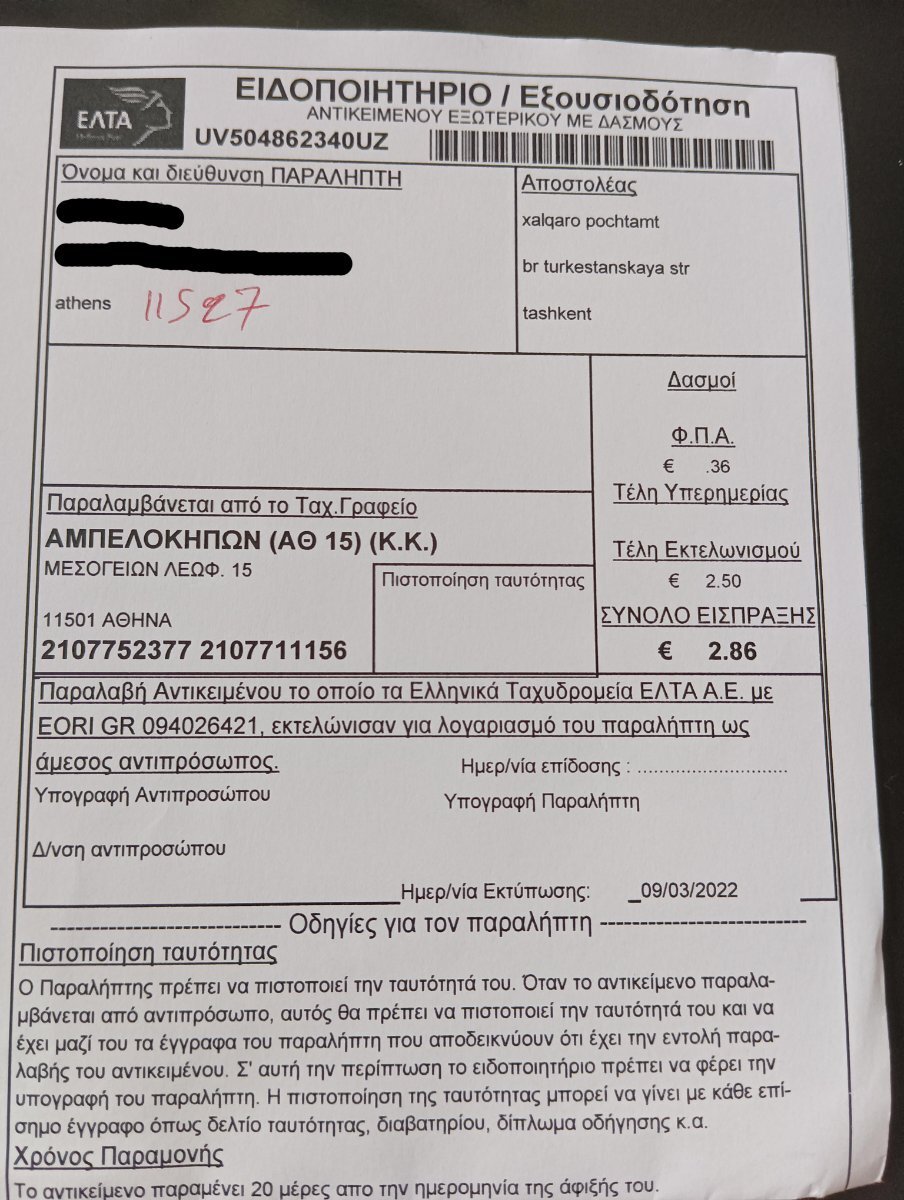 ΕΛΤΑ
ΕΙΔΟΠΟΙΗΤΗΡΙΟ / Εξουσιοδότηση
ΑΝΤΙΚΕΙΜΕΝΟΥ ΕΞΩΤΕΡΙΚΟΥ ΜΕ ΔΑΣΜΟΥΣ
UV504862340UZ
Όνομα και διεύθυνση ΠΑΡΑΛΗΠΤΗ
athens 11527
Αποστολέας
xalqaro pochtamt
br turkestanskaya str
tashkent
Δασμοί
Φ.Π.Α.
€ .36
Τέλη Υπερημερίας
Τέλη Εκτελωνισμού
€ 2.50
ΣΥΝΟΛΟ ΕΙΣΠΡΑΞΗΣ
€ 2.86
Παραλαμβάνεται από το Ταχ.Γραφείο
ΑΜΠΕΛΟΚΗΠΩΝ (ΑΘ 15) (Κ.Κ.)
ΜΕΣΟΓΕΙΩΝ ΛΕΩΦ. 15
11501 ΑΘΗΝΑ
2107752377 2107711156
Πιστοποίηση ταυτότητας
Παραλαβή Αντικειμένου το οποίο τα Ελληνικά Ταχυδρομεία ΕΛΤΑ Α.Ε. με
EORI GR 094026421, εκτελώνισαν για λογαριασμό του παραλήπτη ως
άμεσος αντιπρόσωπος.
Ημερ/νία επίδοσης : ............................
Υπογραφή Αντιπροσώπου
Υπογραφή Παραλήπτη
Δ/νση αντιπροσώπου
Ημερ/νία Εκτύπωσης: _09/03/2022
---------------------------- Οδηγίες για τον παραλήπτη -------------------------
Πιστοποίηση ταυτότητας
Ο Παραλήπτης πρέπει να πιστοποιεί την ταυτότητά του. Όταν το αντικείμενο παραλα-
μβάνεται από αντιπρόσωπο, αυτός θα πρέπει να πιστοποιεί την ταυτότητά του και να
έχει μαζί του τα έγγραφα του παραλήπτη που αποδεικνύουν ότι έχει την εντολή παρα-
λαβής του αντικειμένου. Σ' αυτή την περίπτωση το ειδοποιητήριο πρέπει να φέρει την
υπογραφή του παραλήπτη. Η πιστοποίηση της ταυτότητας μπορεί να γίνει με κάθε επί-
σημο έγγραφο όπως δελτίο ταυτότητας, διαβατηρίου, δίπλωμα οδήγησης κ.α.
Χρόνος Παραμονής
Το αντικείμενο παραμένει 20 μέρες απο την ημερομηνία της άφιξής του.